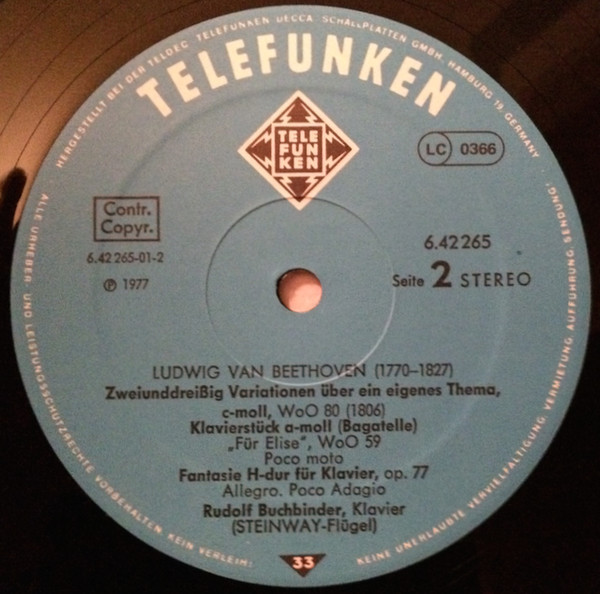 HERGESTELLT BEI DER TELDEC TELEFUNKEN DECCA SCHALLPLATTEN GMBH, HAMBURG 19 GERMANY
TELEFUNKEN
TELE
FUN
KEN
LC 0366
Contr.
Copyr.
6.42 265-01-2
℗ 1977
6.42265
Seite 2 STEREO
LUDWIG VAN BEETHOVEN (1770–1827)
Zweiunddreißig Variationen über ein eigenes Thema,
c-moll, WoO 80 (1806)
Klavierstück a-moll (Bagatelle)
„Für Elise“, WoO 59
Poco moto
Fantasie H-dur für Klavier, op. 77
Allegro. Poco Adagio
Rudolf Buchbinder, Klavier
(STEINWAY-Flügel)
33
ALLE URHEBER- UND LEISTUNGSSCHUTZRECHTE VORBEHALTEN. KEIN VERLEIH! KEINE UNERLAUBTE VERVIELFÄLTIGUNG, VERMIETUNG, AUFFÜHRUNG, SENDUNG!